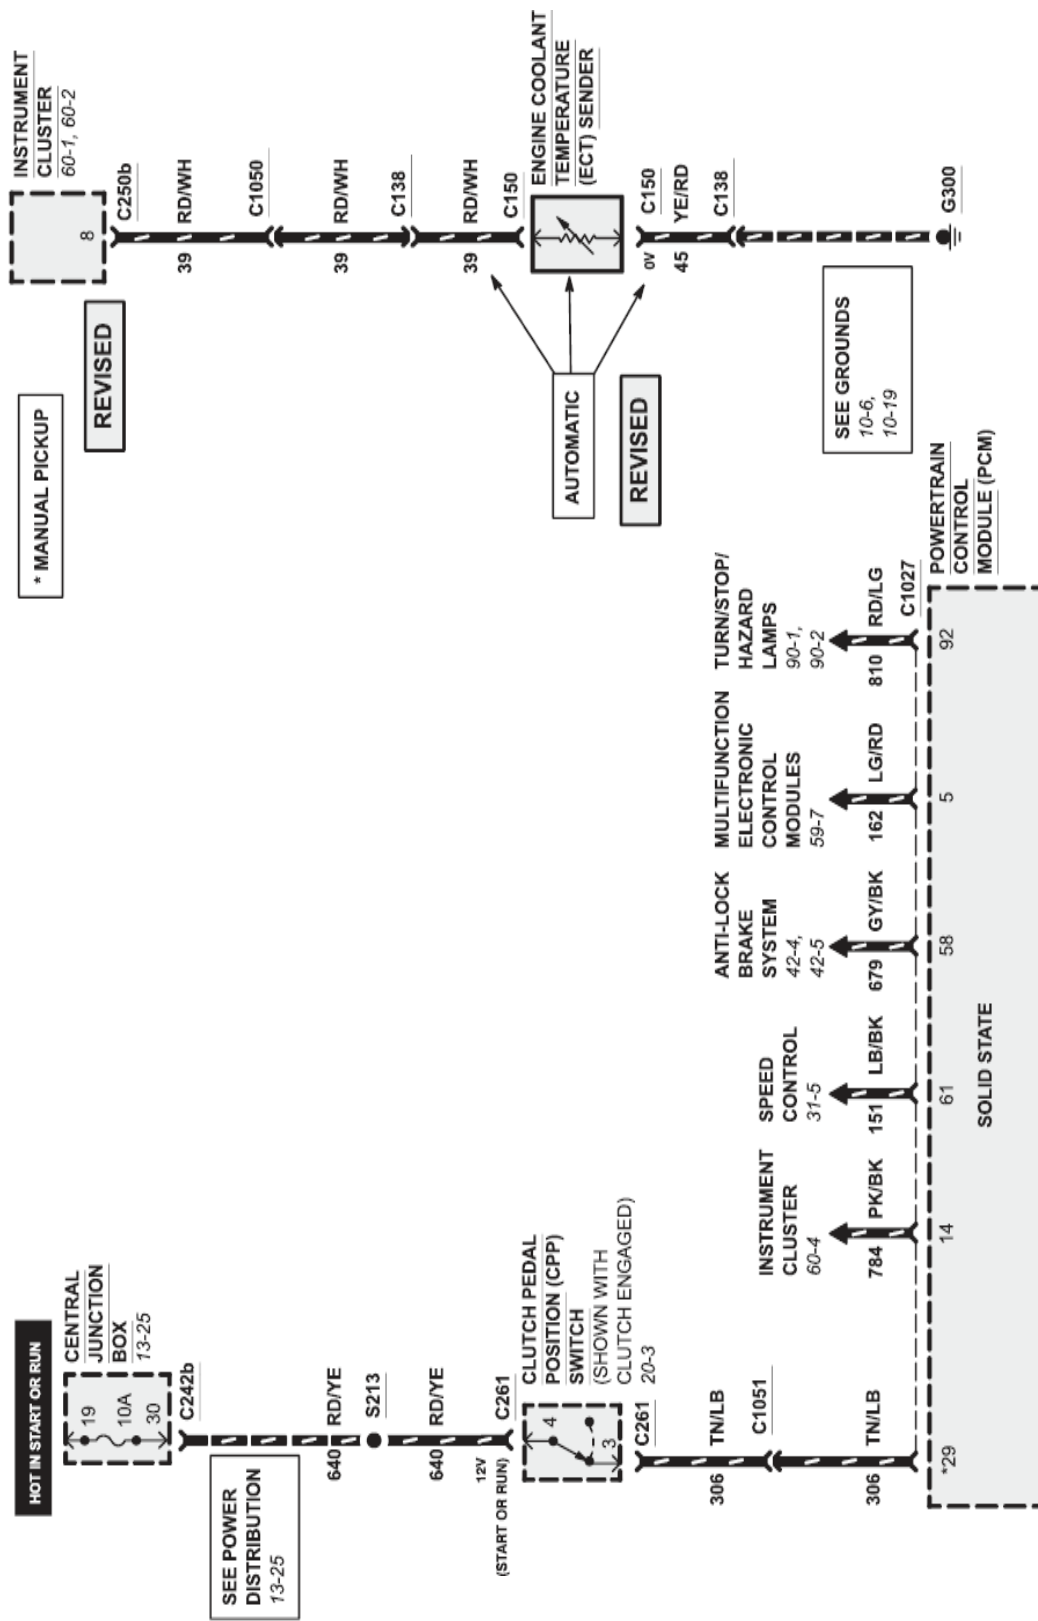 HOT IN START OR RUN
CENTRAL
JUNCTION
BOX
13-25
19
10A
30
C242b
SEE POWER
DISTRIBUTION
13-25
640
RD/YE
S213
640
RD/YE
12V
(START OR RUN)
C261
CLUTCH PEDAL
POSITION (CPP)
SWITCH
(SHOWN WITH
CLUTCH ENGAGED)
20-3
4
3
C261
306
TN/LB
C1051
306
TN/LB
*29
INSTRUMENT
CLUSTER
60-4
784
PK/BK
14
SPEED
CONTROL
31-5
151
LB/BK
61
ANTI-LOCK
BRAKE
SYSTEM
42-4,
42-5
679
GY/BK
58
MULTIFUNCTION
ELECTRONIC
CONTROL
MODULES
59-7
162
LG/RD
5
TURN/STOP/
HAZARD
LAMPS
90-1,
90-2
810
RD/LG
C1027
92
POWERTRAIN
CONTROL
MODULE (PCM)
SOLID STATE
* MANUAL PICKUP
REVISED
INSTRUMENT
CLUSTER
60-1, 60-2
8
C250b
39
RD/WH
C1050
39
RD/WH
C138
39
RD/WH
C150
AUTOMATIC
REVISED
ENGINE COOLANT
TEMPERATURE
(ECT) SENDER
0V
C150
45
YE/RD
C138
SEE GROUNDS
10-6,
10-19
G300